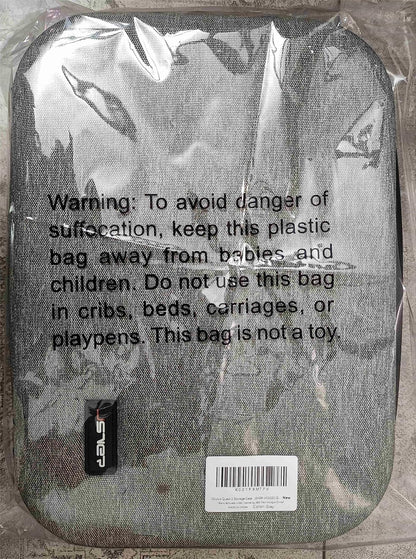 Warning: To avoid danger of
suffocation, keep this plastic
bag away from babies and
children. Do not use this bag
in cribs, beds, carriages, or
playpens. This bag is not a toy.
New